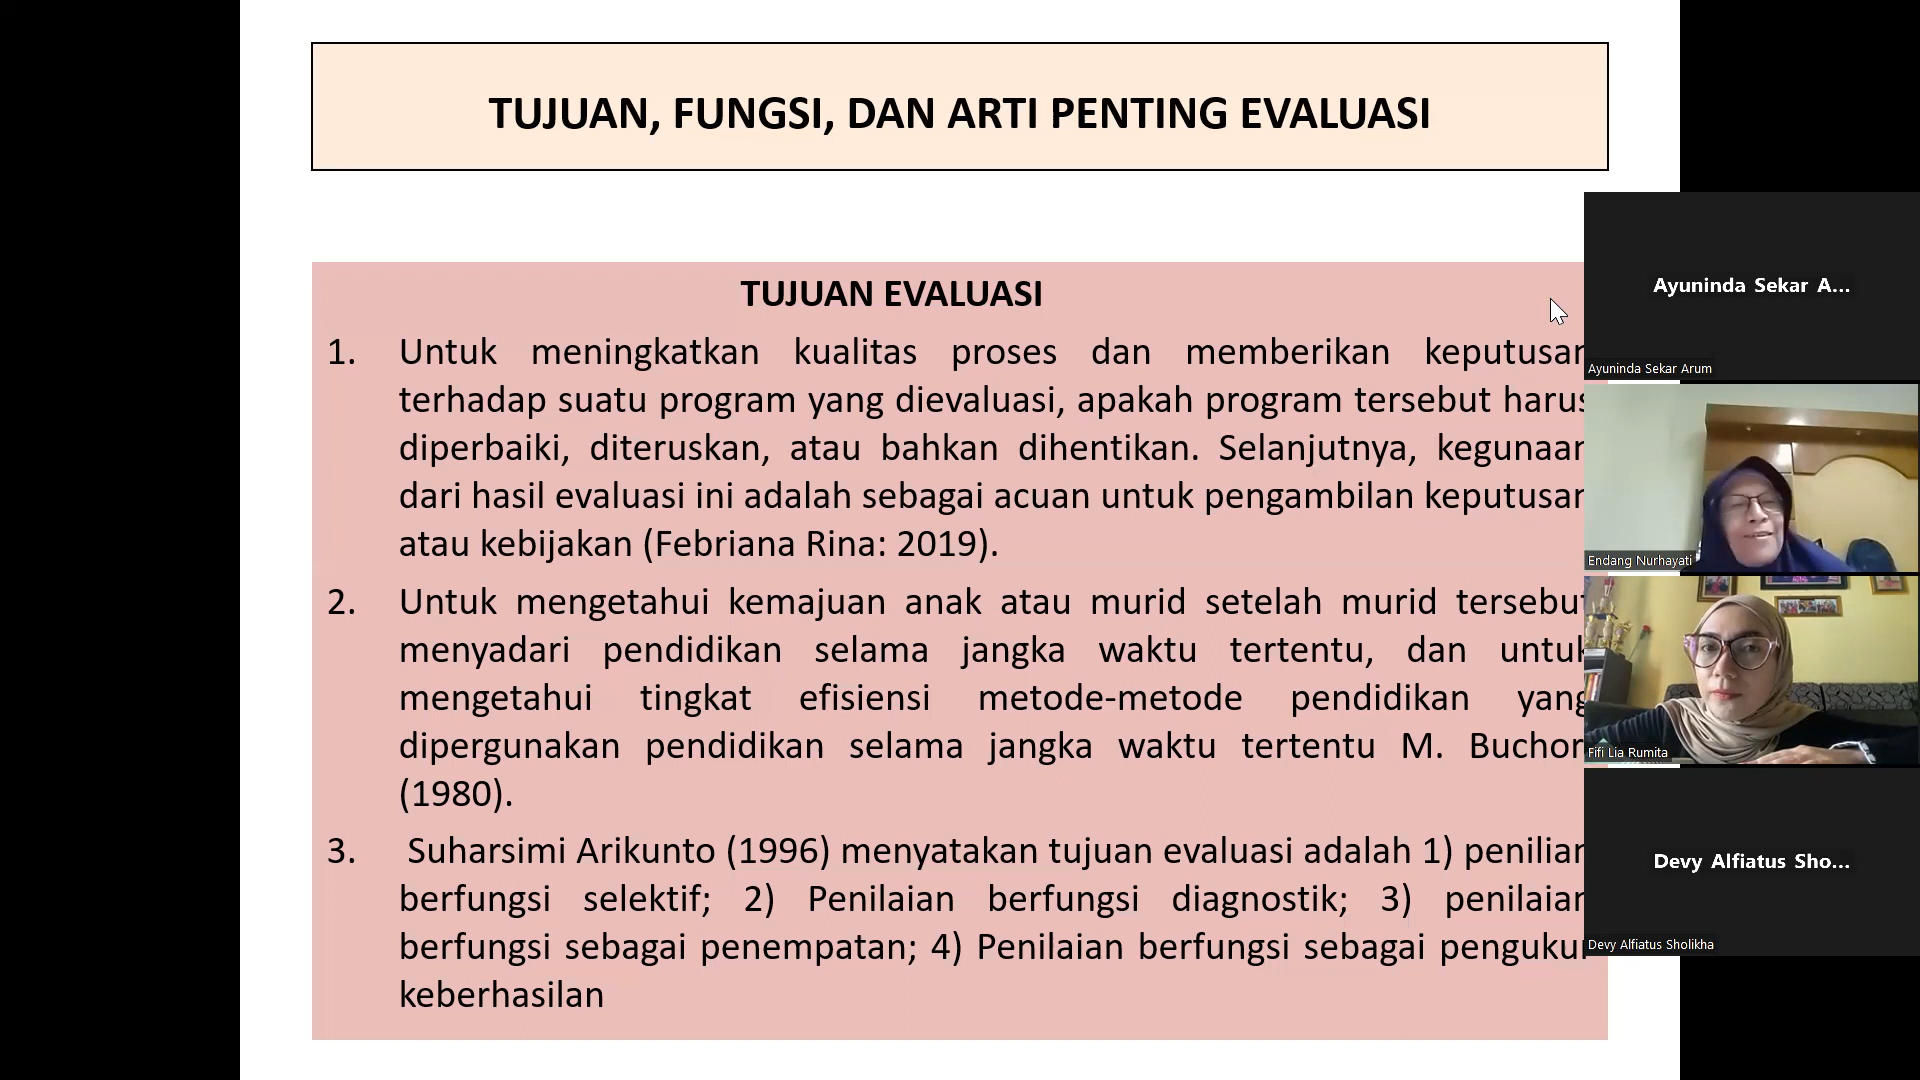 TUJUAN, FUNGSI, DAN ARTI PENTING EVALUASI
TUJUAN EVALUASI
1. Untuk meningkatkan kualitas proses dan memberikan keputusan
terhadap suatu program yang dievaluasi, apakah program tersebut harus
diperbaiki, diteruskan, atau bahkan dihentikan. Selanjutnya, kegunaan
dari hasil evaluasi ini adalah sebagai acuan untuk pengambilan keputusan
atau kebijakan (Febriana Rina: 2019).
2. Untuk mengetahui kemajuan anak atau murid setelah murid tersebut
menyadari pendidikan selama jangka waktu tertentu, dan untuk
mengetahui tingkat efisiensi metode-metode pendidikan yang
dipergunakan pendidikan selama jangka waktu tertentu M. Buchori
(1980).
3. Suharsimi Arikunto (1996) menyatakan tujuan evaluasi adalah 1) penilian
berfungsi selektif; 2) Penilaian berfungsi diagnostik; 3) penilaian
berfungsi sebagai penempatan; 4) Penilaian berfungsi sebagai pengukur
keberhasilan
Ayuninda Sekar A...
Ayuninda Sekar Arum
Endang Nurhayati
Fifi Lia Rumita
Devy Alfiatus Sho...
Devy Alfiatus Sholikha